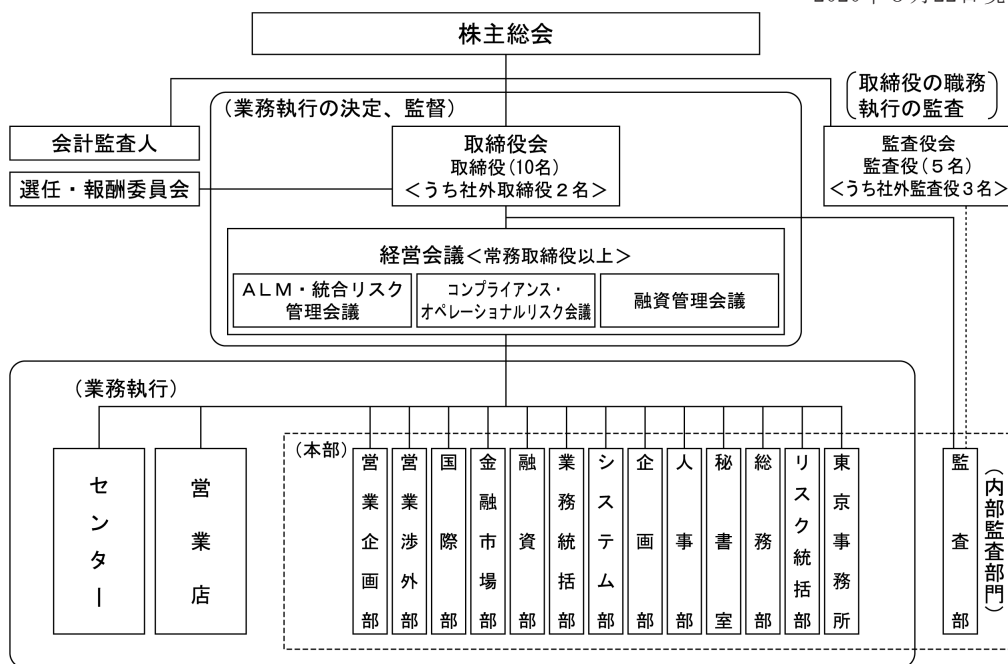 株主総会
(取締役の職務
執行の監査)
(業務執行の決定、監督)
会計監査人
取締役会
取締役(10名)
<うち社外取締役2名>
監査役会
監査役(5名)
<うち社外監査役3名>
選任・報酬委員会
経営会議<常務取締役以上>
ALM・統合リスク
管理会議
コンプライアンス・
オペレーショナルリスク会議
融資管理会議
(業務執行)
(本部)
センター
営業店
営業企画部
営業渉外部
国際部
金融市場部
融資部
業務統括部
システム部
企画部
人事部
秘書室
総務部
リスク統括部
東京事務所
監査部
(内部監査部門)